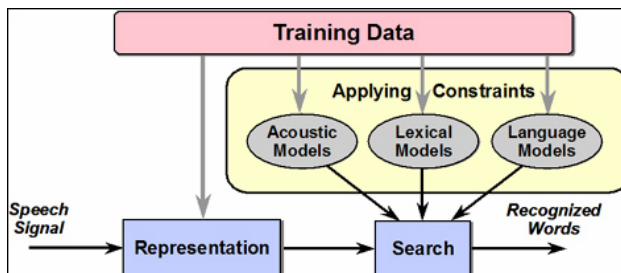 Training Data
Applying Constraints
Acoustic
Models
Lexical
Models
Language
Models
Speech
Signal
Representation
Search
Recognized
Words